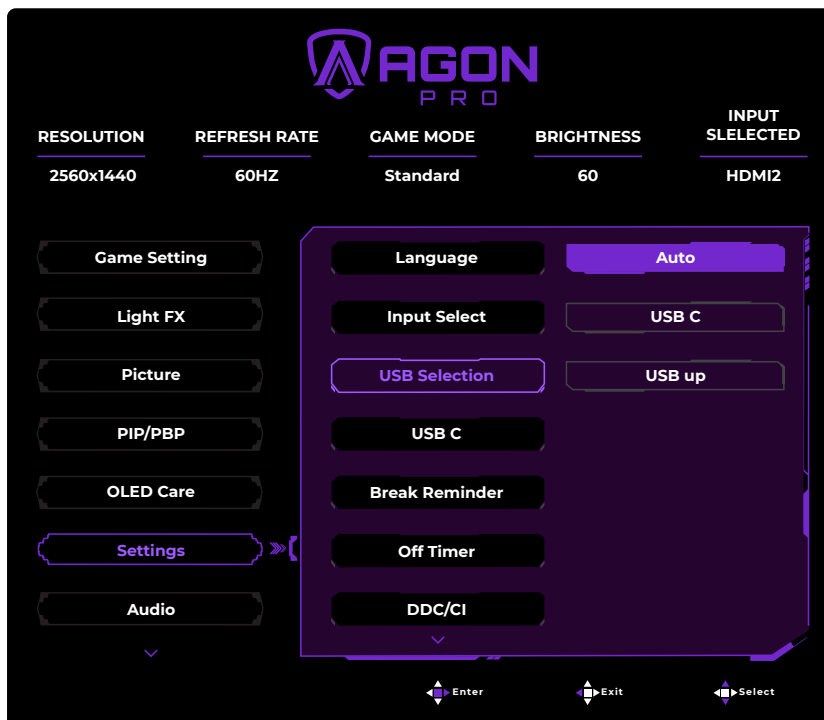 AGON
PRO
RESOLUTION REFRESH RATE GAME MODE BRIGHTNESS INPUT SLELECTED
2560x1440 60HZ Standard 60 HDMI2
Game Setting Language Auto
Light FX Input Select USB C
Picture USB Selection USB up
PIP/PBP USB C
OLED Care Break Reminder
Settings Off Timer
Audio DDC/CI
Enter Exit Select